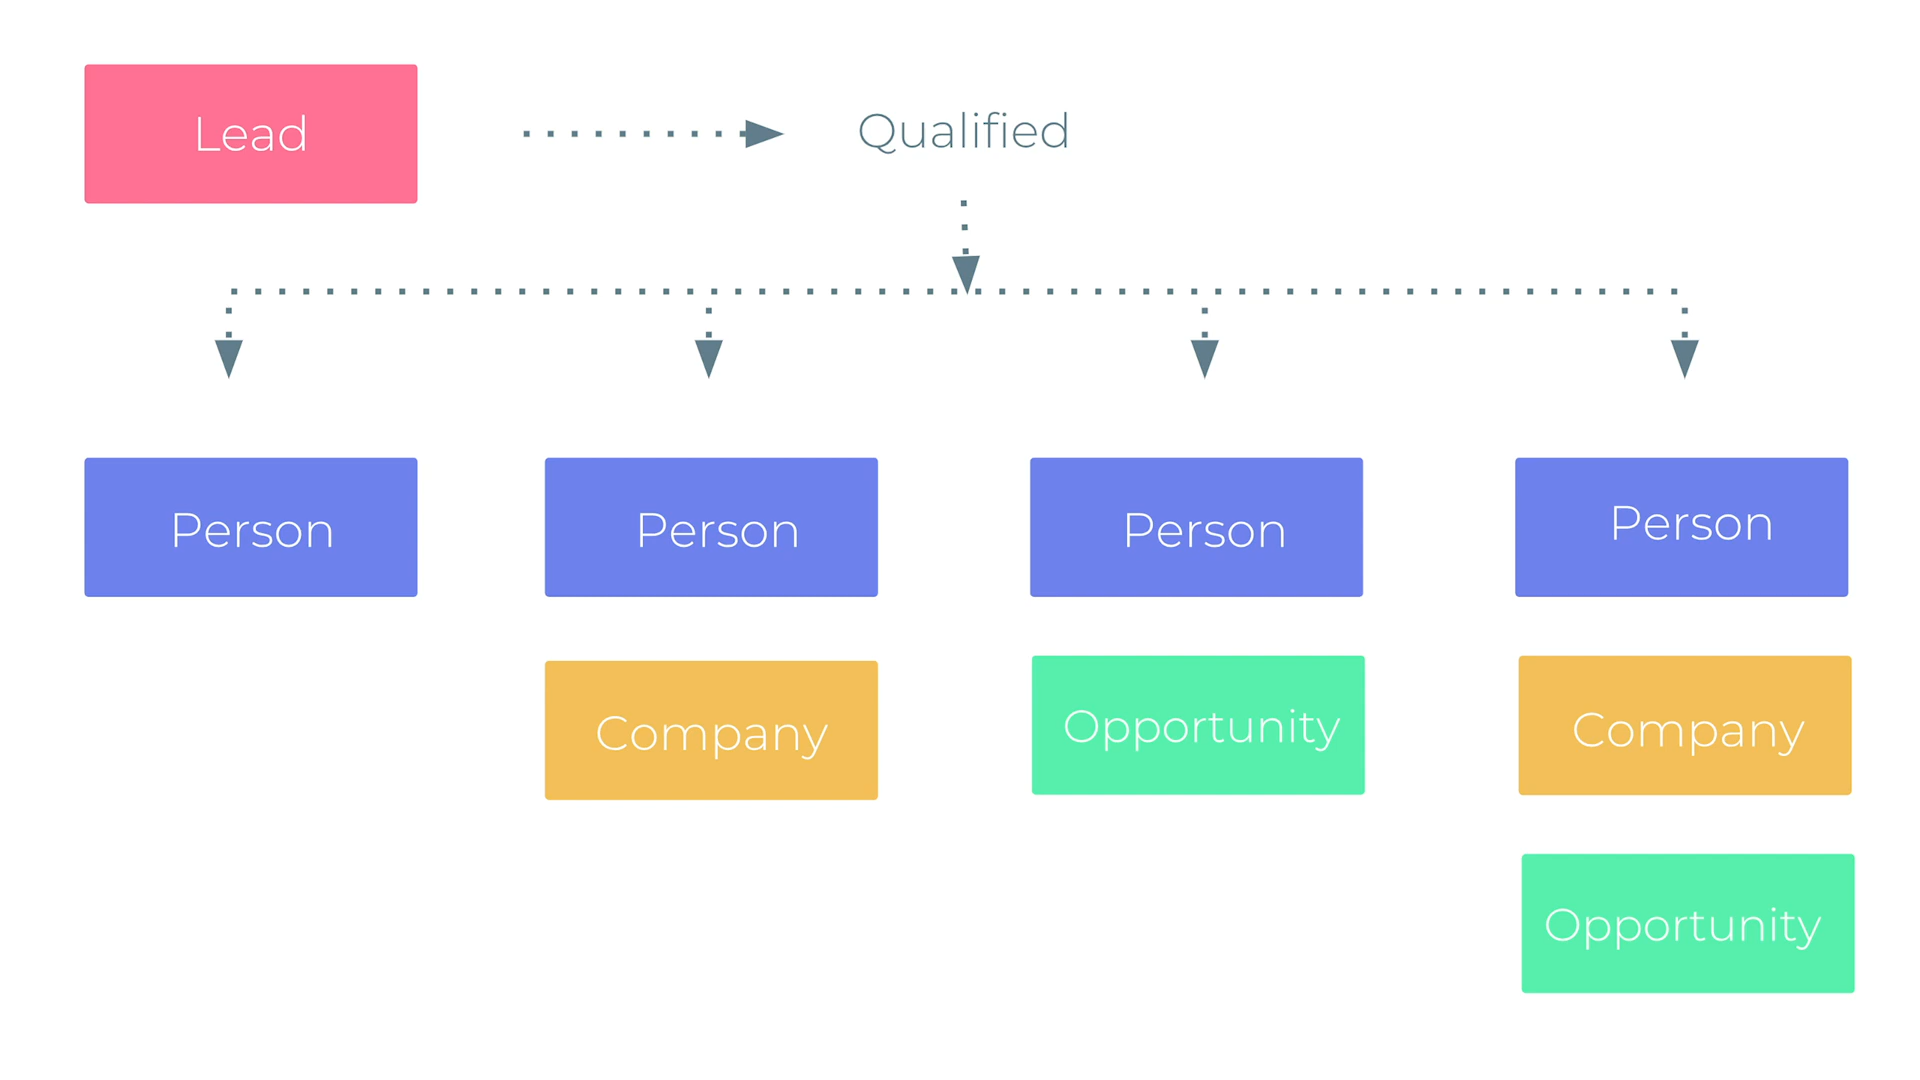 Lead
Qualified
Person
Person
Person
Person
Company
Opportunity
Company
Opportunity